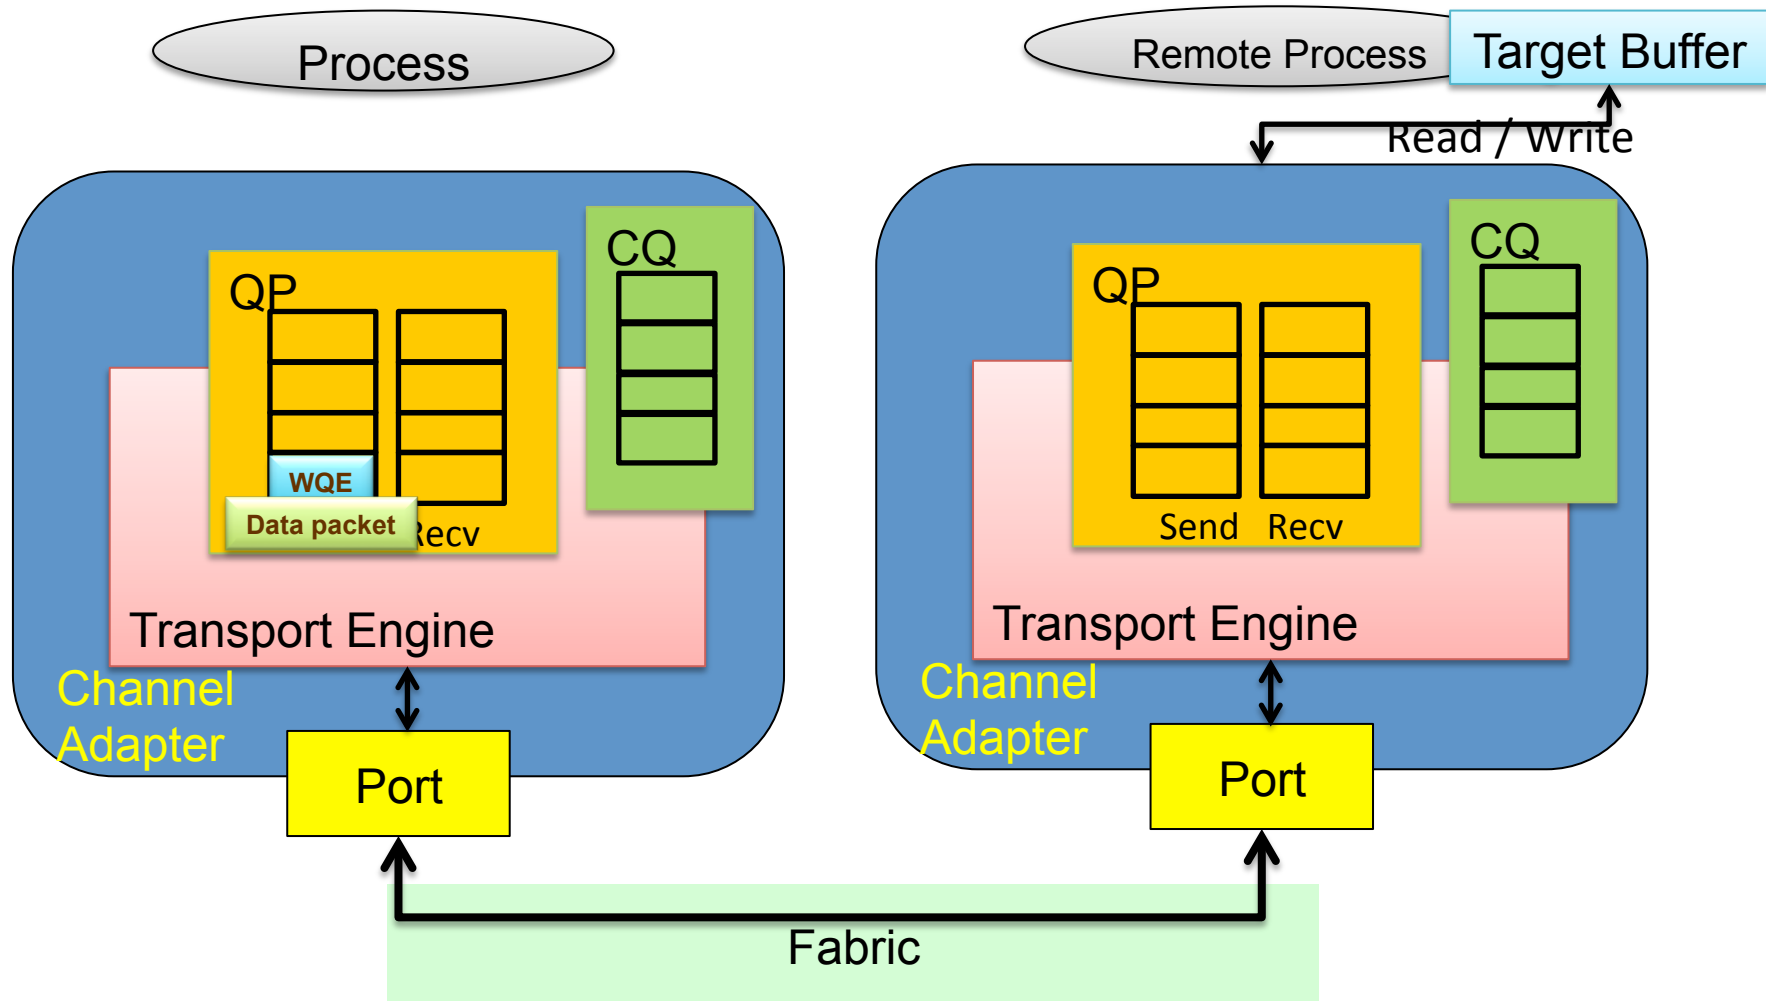 Process
Remote Process
Target Buffer
Read / Write
QP
CQ
WQE
Data packet
Recv
Transport Engine
Channel
Adapter
Port
QP
CQ
Send Recv
Transport Engine
Channel
Adapter
Port
Fabric